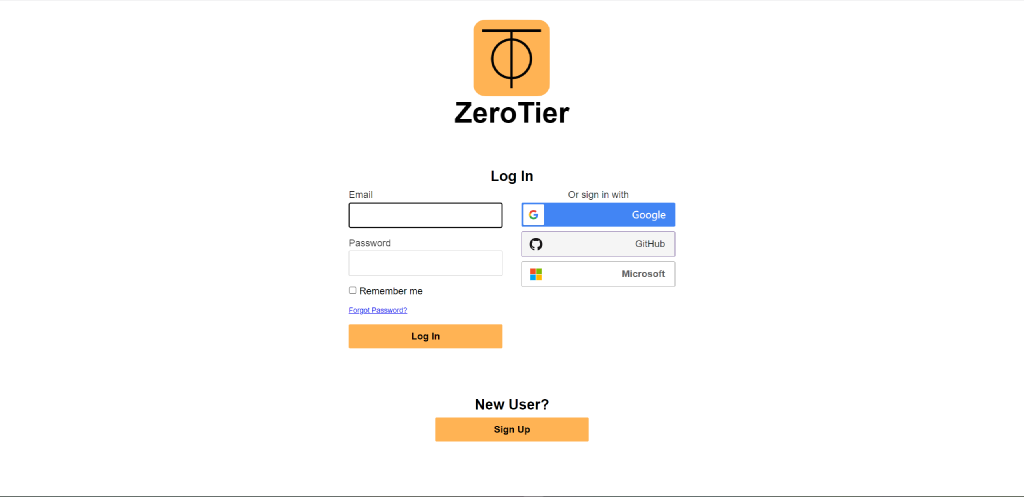 ZeroTier
Log In
Email
Password
Remember me
Forgot Password?
Log In
Or sign in with
Google
GitHub
Microsoft
New User?
Sign Up